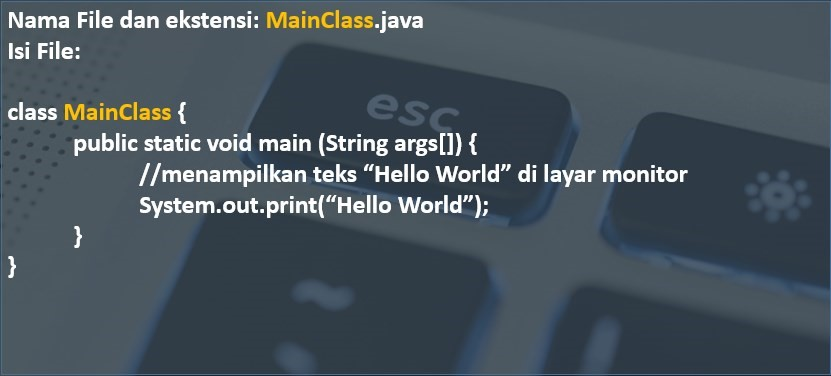 Nama File dan ekstensi: MainClass.java
Isi File:
class MainClass {
public static void main (String args[]) {
//menampilkan teks “Hello World” di layar monitor
System.out.print(“Hello World”);
}
}
esc